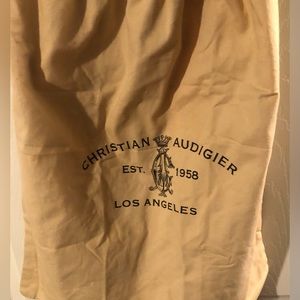 CHRISTIAN AUDIGIER
EST. 1958
LOS ANGELES